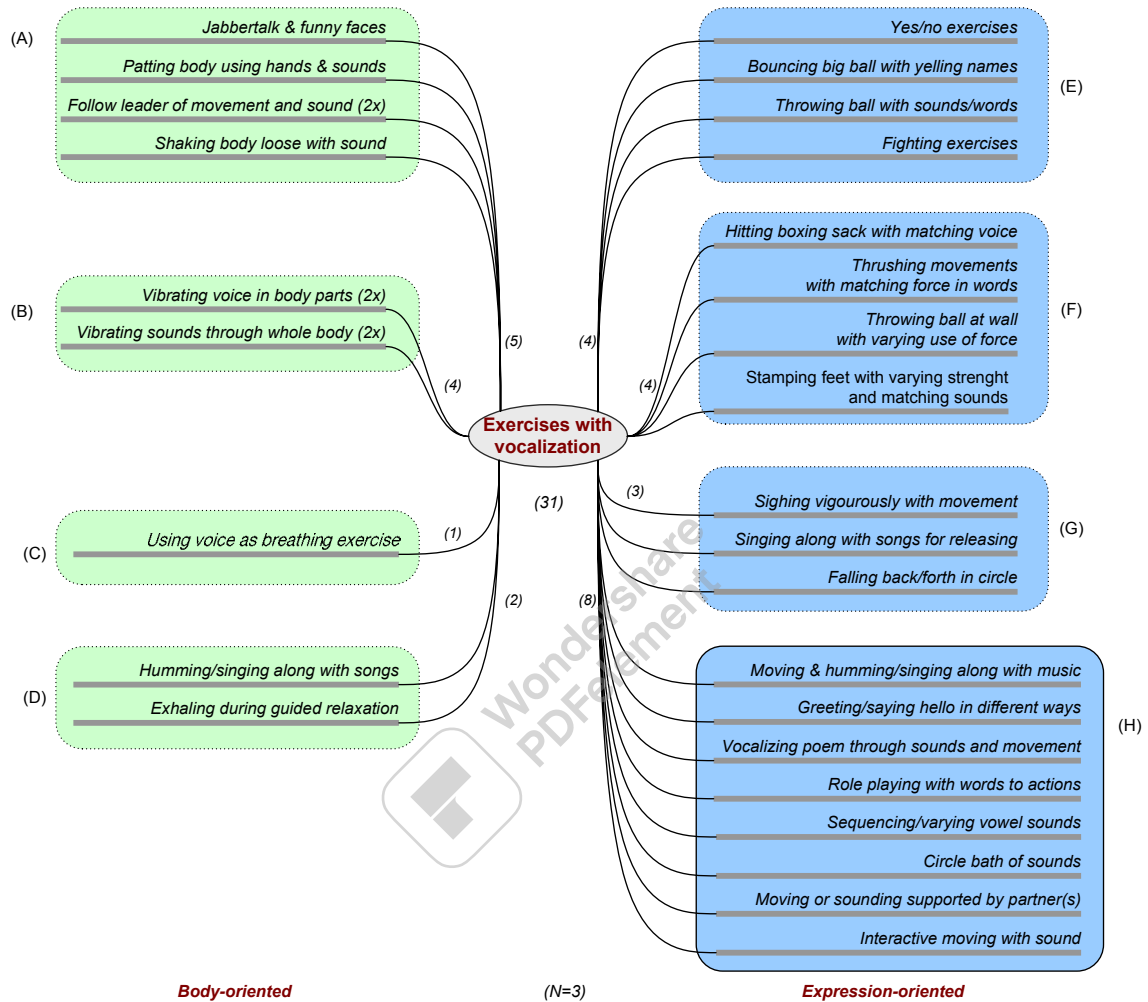 (A)
Jabbertalk & funny faces
Patting body using hands & sounds
Follow leader of movement and sound (2x)
Shaking body loose with sound
(B)
Vibrating voice in body parts (2x)
Vibrating sounds through whole body (2x)
(C)
Using voice as breathing exercise
(D)
Humming/singing along with songs
Exhaling during guided relaxation
(5)
(4)
(1)
(2)
Exercises with
vocalization
(31)
(4)
(4)
(3)
(8)
Yes/no exercises
Bouncing big ball with yelling names
Throwing ball with sounds/words
Fighting exercises
(E)
Hitting boxing sack with matching voice
Thrushing movements
with matching force in words
Throwing ball at wall
with varying use of force
Stamping feet with varying strenght
and matching sounds
(F)
Sighing vigourously with movement
Singing along with songs for releasing
Falling back/forth in circle
(G)
Moving & humming/singing along with music
Greeting/saying hello in different ways
Vocalizing poem through sounds and movement
Role playing with words to actions
Sequencing/varying vowel sounds
Circle bath of sounds
Moving or sounding supported by partner(s)
Interactive moving with sound
(H)
Wondershare
PDFelement
Body-oriented
(N=3)
Expression-oriented